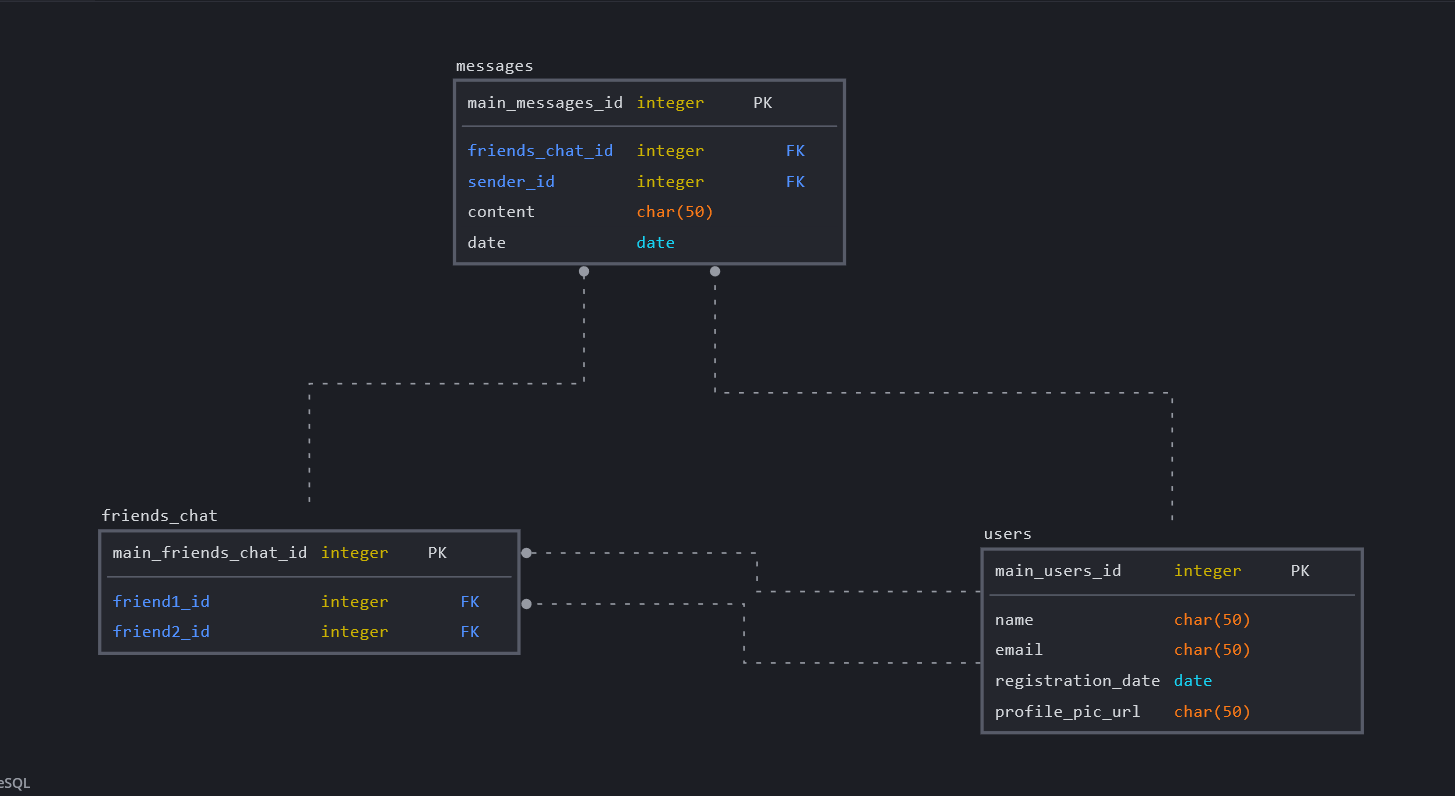 messages
main_messages_id integer PK
friends_chat_id integer FK
sender_id integer FK
content char(50)
date date
friends_chat
main_friends_chat_id integer PK
friend1_id integer FK
friend2_id integer FK
users
main_users_id integer PK
name char(50)
email char(50)
registration_date date
profile_pic_url char(50)
eSQL